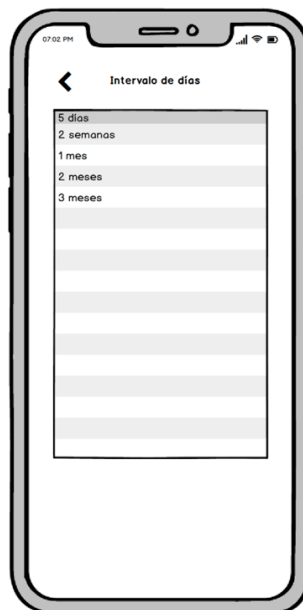 07:02 PM
Intervalo de días
5 días
2 semanas
1 mes
2 meses
3 meses